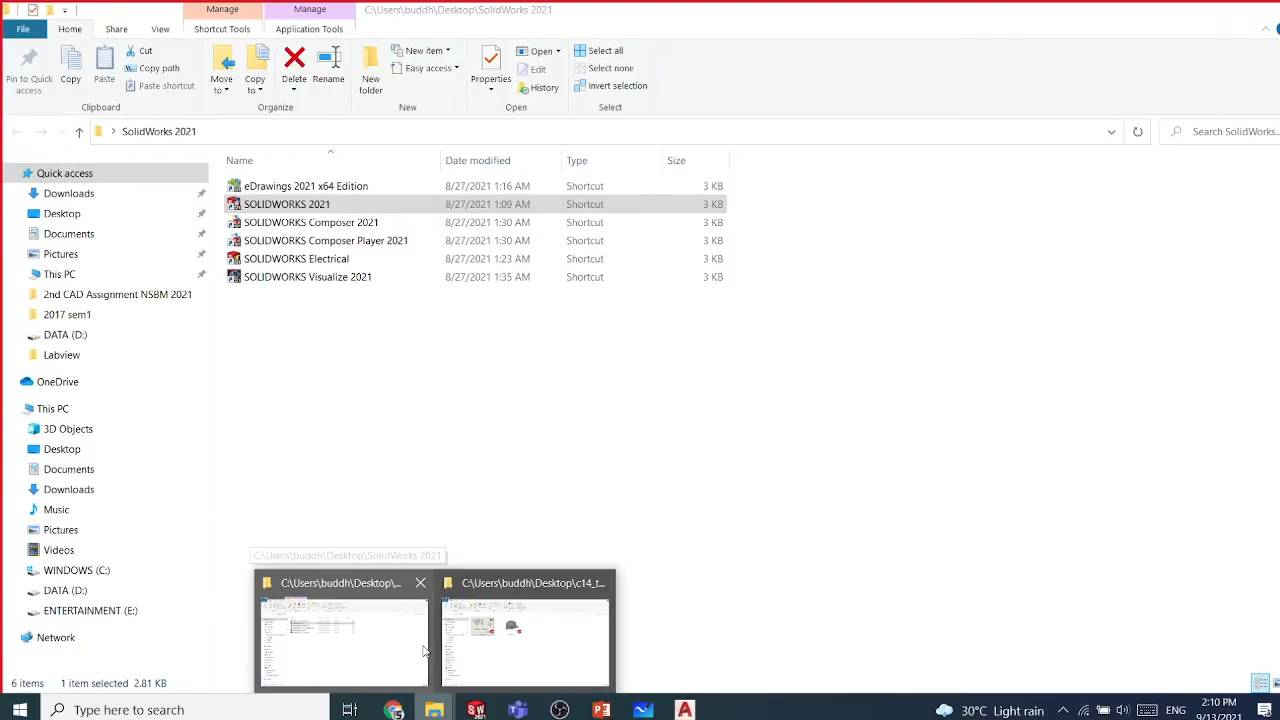 Manage
Manage
C:\Users\buddh\Desktop\SolidWorks 2021
File
Home
Share
View
Shortcut Tools
Application Tools
Pin to Quick access
Copy
Paste
Cut
Copy path
Paste shortcut
Clipboard
Move to
Copy to
Delete
Rename
Organize
New folder
New item
Easy access
New
Properties
Open
Edit
History
Open
Select all
Select none
Invert selection
Select
SolidWorks 2021
Search SolidWorks...
Name
Date modified
Type
Size
eDrawings 2021 x64 Edition 8/27/2021 1:16 AM Shortcut 3 KB
SOLIDWORKS 2021 8/27/2021 1:09 AM Shortcut 3 KB
SOLIDWORKS Composer 2021 8/27/2021 1:30 AM Shortcut 3 KB
SOLIDWORKS Composer Player 2021 8/27/2021 1:30 AM Shortcut 3 KB
SOLIDWORKS Electrical 8/27/2021 1:23 AM Shortcut 3 KB
SOLIDWORKS Visualize 2021 8/27/2021 1:35 AM Shortcut 3 KB
Quick access
Downloads
Desktop
Documents
Pictures
This PC
2nd CAD Assignment NSBM 2021
2017 sem1
DATA (D:)
Labview
OneDrive
This PC
3D Objects
Desktop
Documents
Downloads
Music
Pictures
Videos
WINDOWS (C:)
DATA (D:)
ENTERTAINMENT (E:)
Network
C:\Users\buddh\Desktop\SolidWorks 2021
C:\Users\buddh\Desktop\...
C:\Users\buddh\Desktop\c14_t...
6 items 1 item selected 2.81 KB
Type here to search
30°C Light rain
ENG
2:10 PM